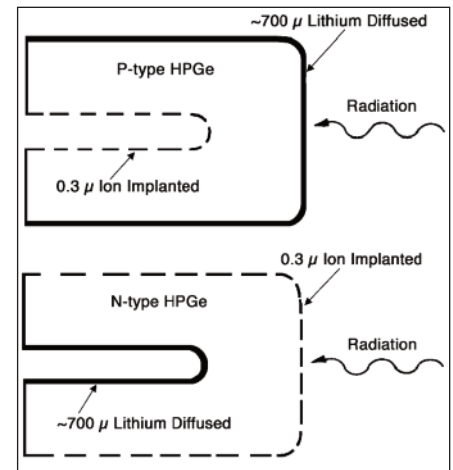 ~700 μ Lithium Diffused
P-type HPGe
Radiation
0.3 μ Ion Implanted
0.3 μ Ion Implanted
N-type HPGe
Radiation
~700 μ Lithium Diffused